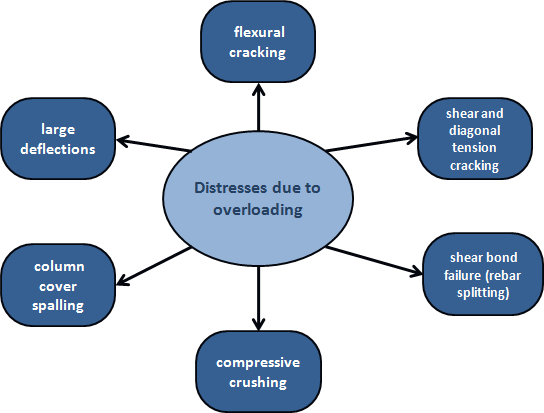 flexural
cracking
large
deflections
shear and
diagonal
tension
cracking
Distresses due to
overloading
column
cover
spalling
shear bond
failure (rebar
splitting)
compressive
crushing